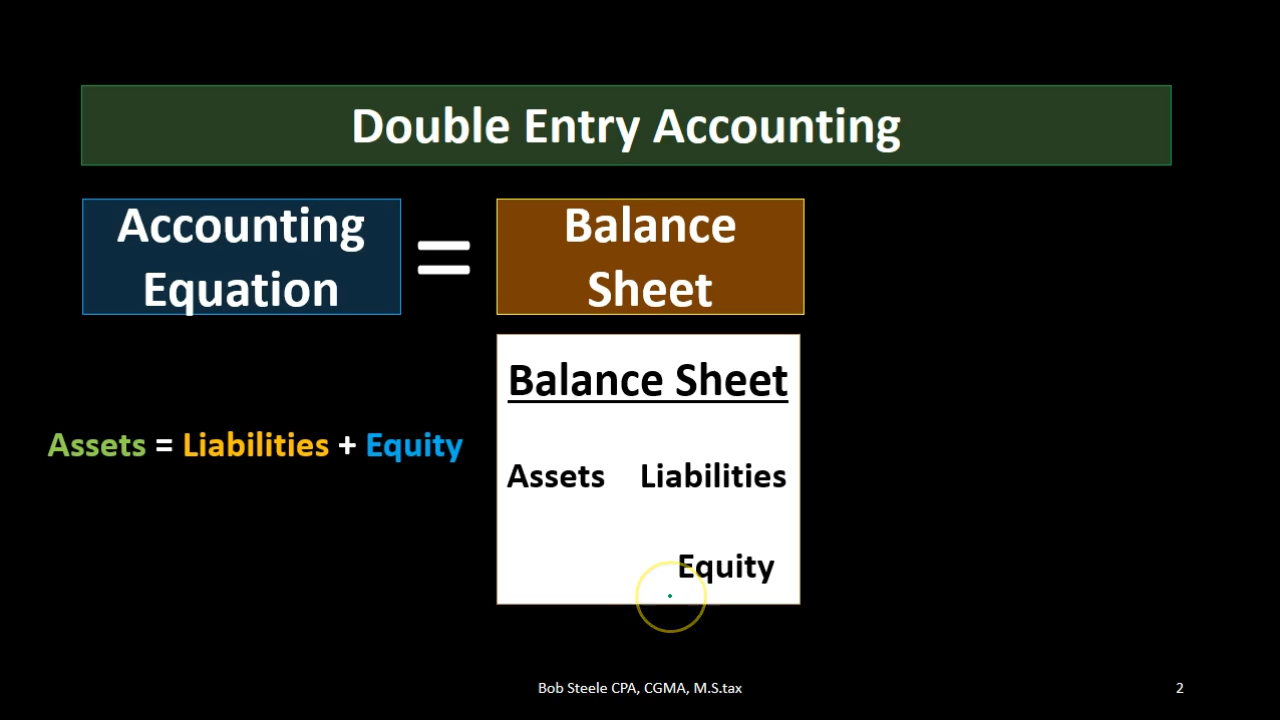 Double Entry Accounting
Accounting
Equation
=
Balance
Sheet
Assets = Liabilities + Equity
Balance Sheet
Assets Liabilities
Equity
Bob Steele CPA, CGMA, M.S.tax
2